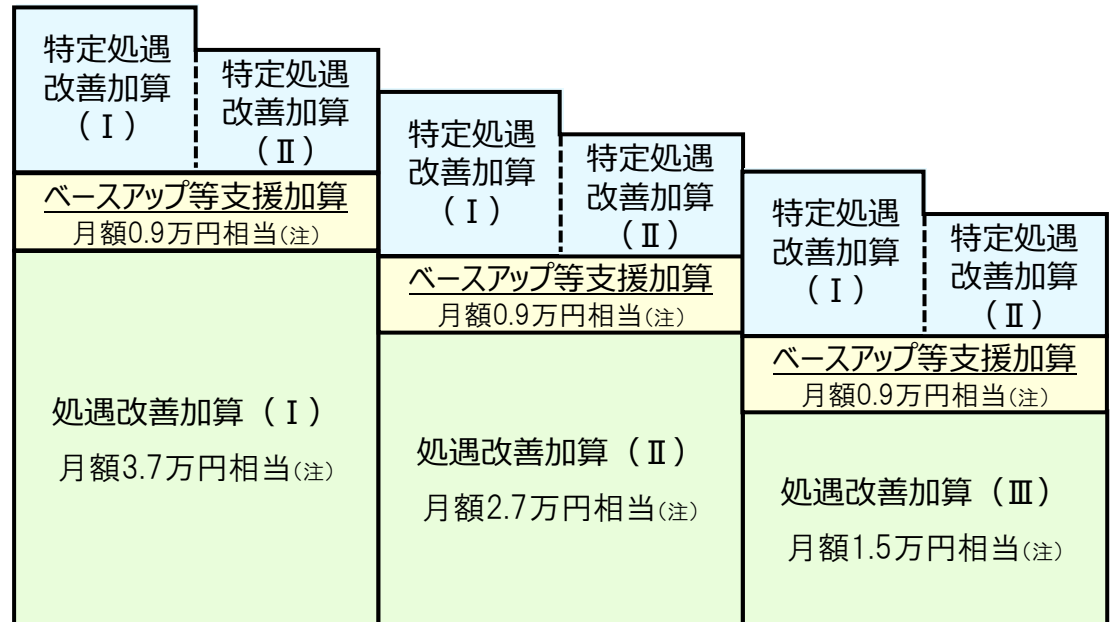 特定処遇
改善加算
（Ⅰ）
特定処遇
改善加算
（Ⅱ）
ベースアップ等支援加算
月額0.9万円相当(注)
処遇改善加算（Ⅰ）
月額3.7万円相当(注)
特定処遇
改善加算
（Ⅰ）
特定処遇
改善加算
（Ⅱ）
ベースアップ等支援加算
月額0.9万円相当(注)
処遇改善加算（Ⅱ）
月額2.7万円相当(注)
特定処遇
改善加算
（Ⅰ）
特定処遇
改善加算
（Ⅱ）
ベースアップ等支援加算
月額0.9万円相当(注)
処遇改善加算（Ⅲ）
月額1.5万円相当(注)